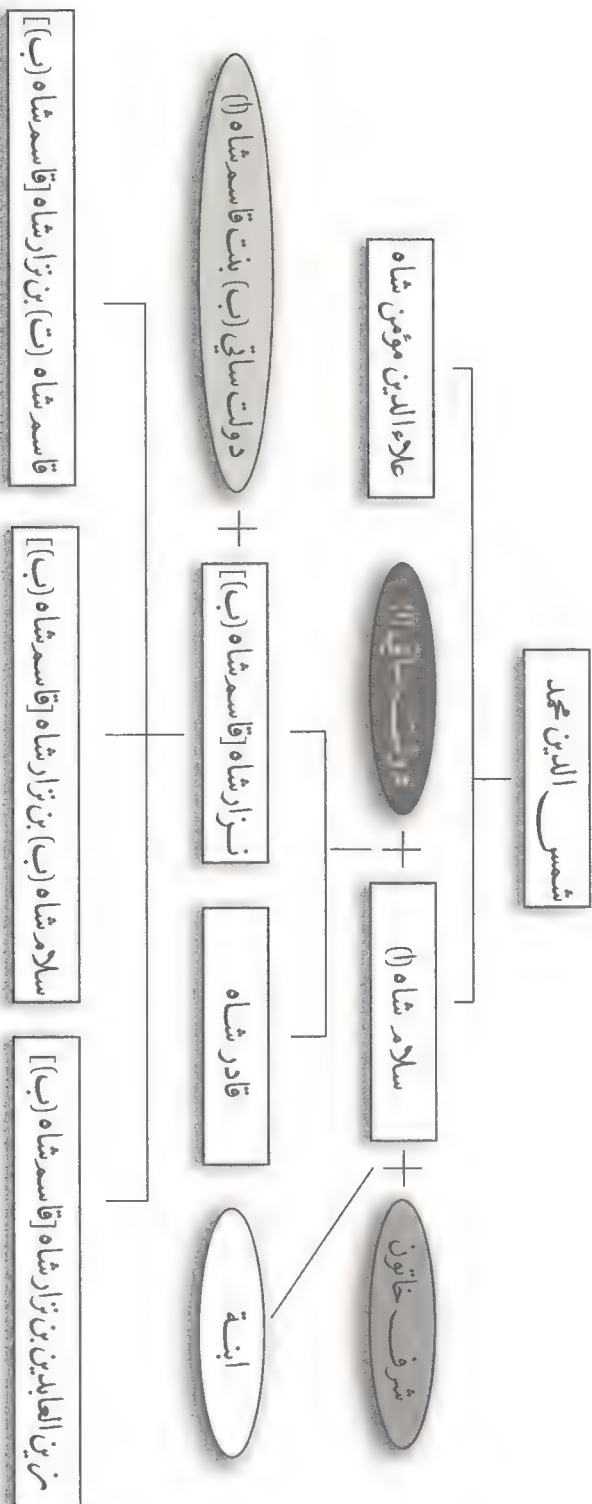 شمس الدين محمد
علاء الدين مؤمن شاه
سلام شاه (ا)
شرف خاتون
دولت ساتي (ب) بنت قاسم شاه (ا)
نزار شاه [قاسم شاه (ب)]
قادر شاه
ابنة
قاسم شاه (ت) بن نزار شاه [قاسم شاه (ب)]
سلام شاه (ب) بن نزار شاه [قاسم شاه (ب)]
زين العابدين بن نزار شاه [قاسم شاه (ب)]